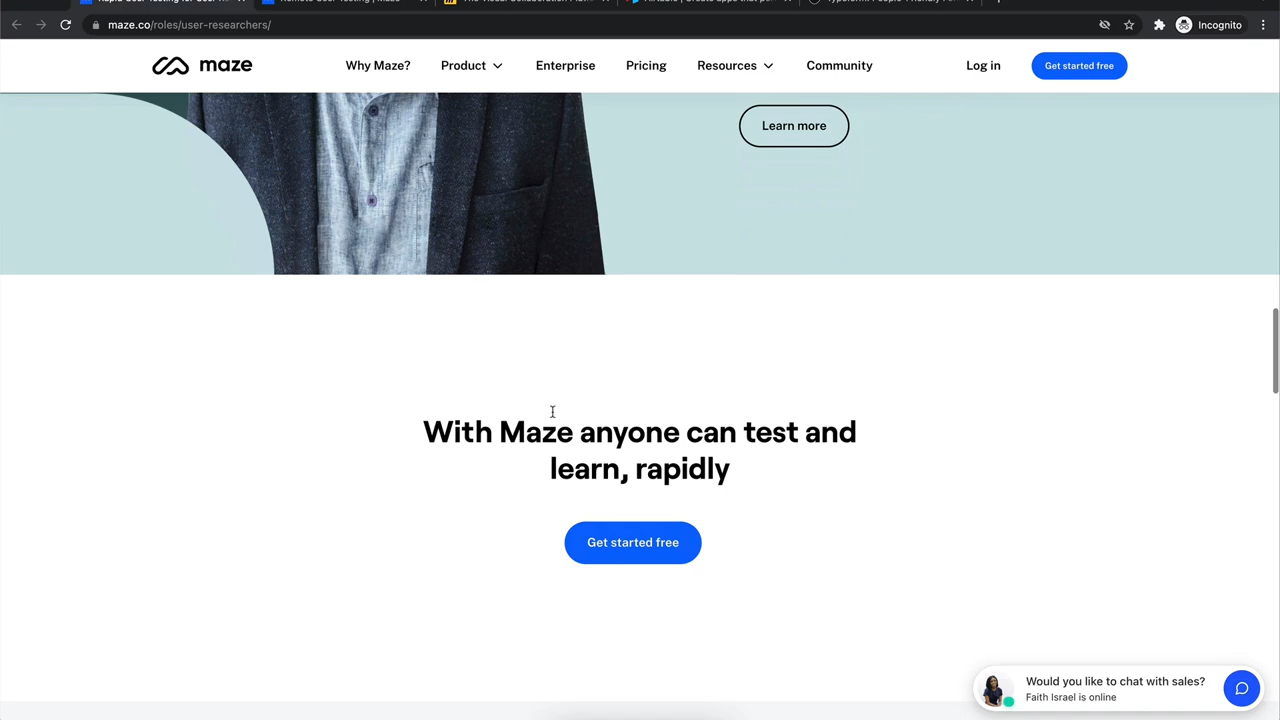 maze.co/roles/user-researchers/
Incognito
maze
Why Maze?
Product
Enterprise
Pricing
Resources
Community
Log in
Get started free
Learn more
With Maze anyone can test and
learn, rapidly
Get started free
Would you like to chat with sales?
Faith Israel is online